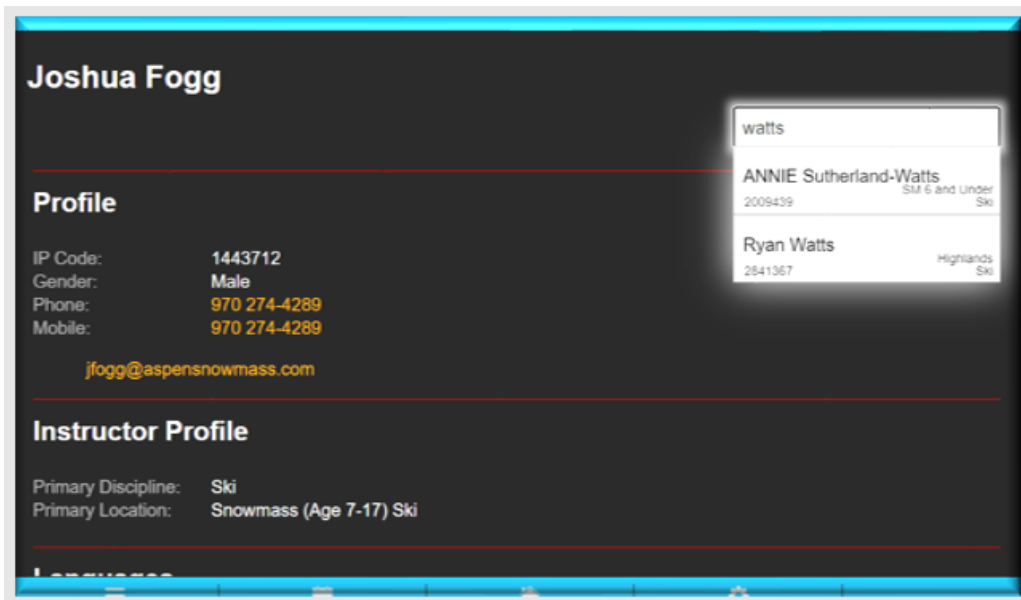 Joshua Fogg
watts
ANNIE Sutherland-Watts
SM 6 and Under
2009439 Ski
Ryan Watts
Highlands
2841367 Ski
Profile
IP Code: 1443712
Gender: Male
Phone: 970 274-4289
Mobile: 970 274-4289
jfogg@aspensnowmass.com
Instructor Profile
Primary Discipline: Ski
Primary Location: Snowmass (Age 7-17) Ski
Languages